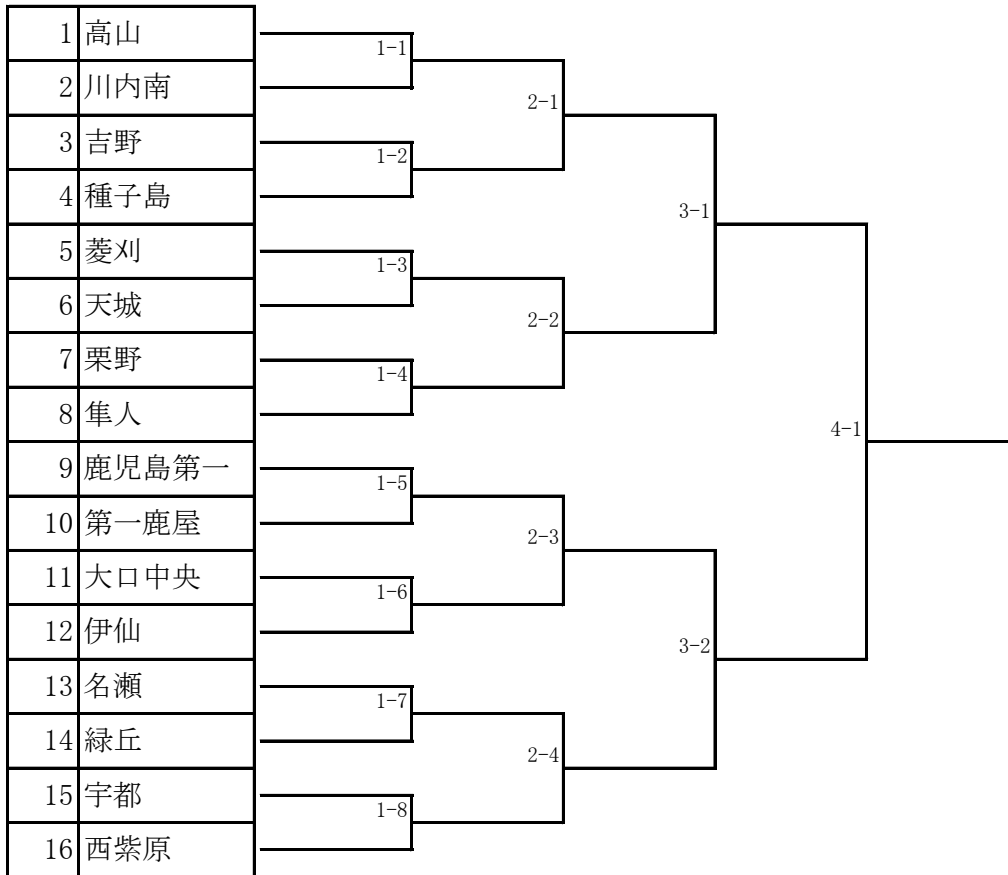 1 高山
1-1
2 川内南
2-1
3 吉野
1-2
4 種子島
3-1
5 菱刈
1-3
6 天城
2-2
7 栗野
1-4
8 隼人
4-1
9 鹿児島第一
1-5
10 第一鹿屋
2-3
11 大口中央
1-6
12 伊仙
3-2
13 名瀬
1-7
14 緑丘
2-4
15 宇都
1-8
16 西紫原